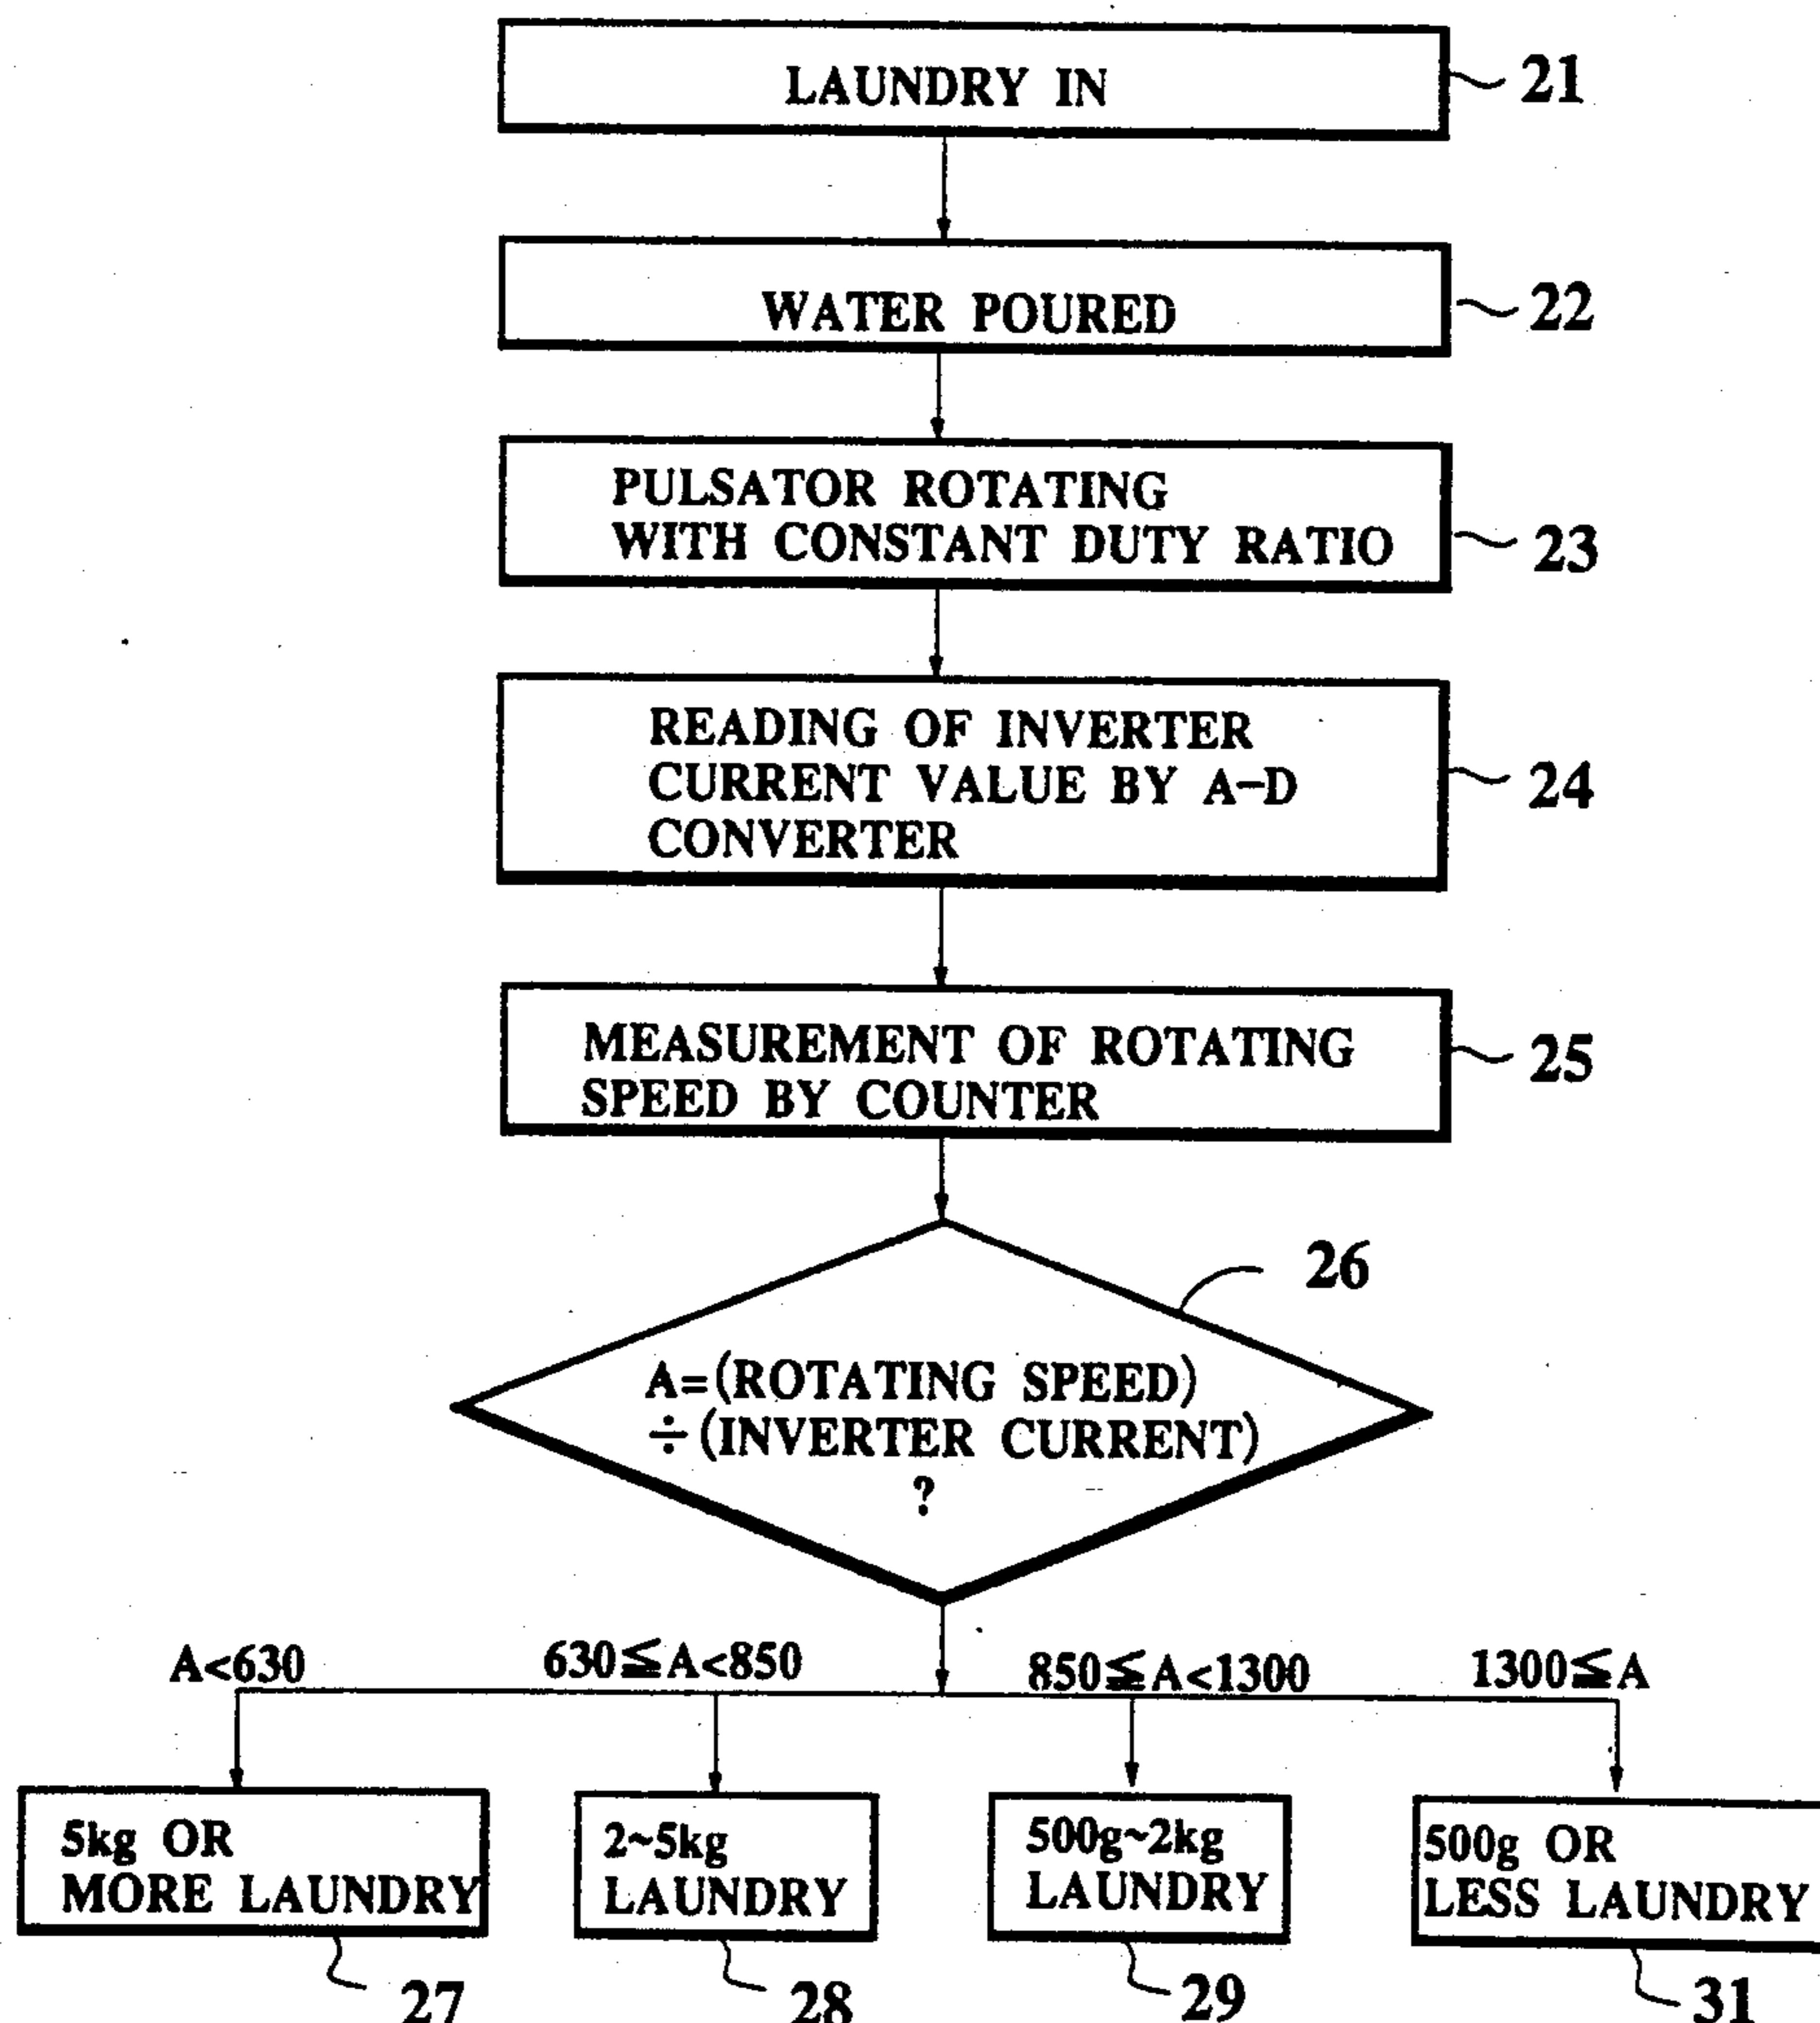 LAUNDRY IN
21
WATER POURED
22
PULSATOR ROTATING
WITH CONSTANT DUTY RATIO
23
READING OF INVERTER
CURRENT VALUE BY A-D
CONVERTER
24
MEASUREMENT OF ROTATING
SPEED BY COUNTER
25
26
A=(ROTATING SPEED)
÷(INVERTER CURRENT)
?
A<630
630≦A<850
850≦A<1300
1300≦A
5kg OR
MORE LAUNDRY
27
2~5kg
LAUNDRY
28
500g~2kg
LAUNDRY
29
500g OR
LESS LAUNDRY
31